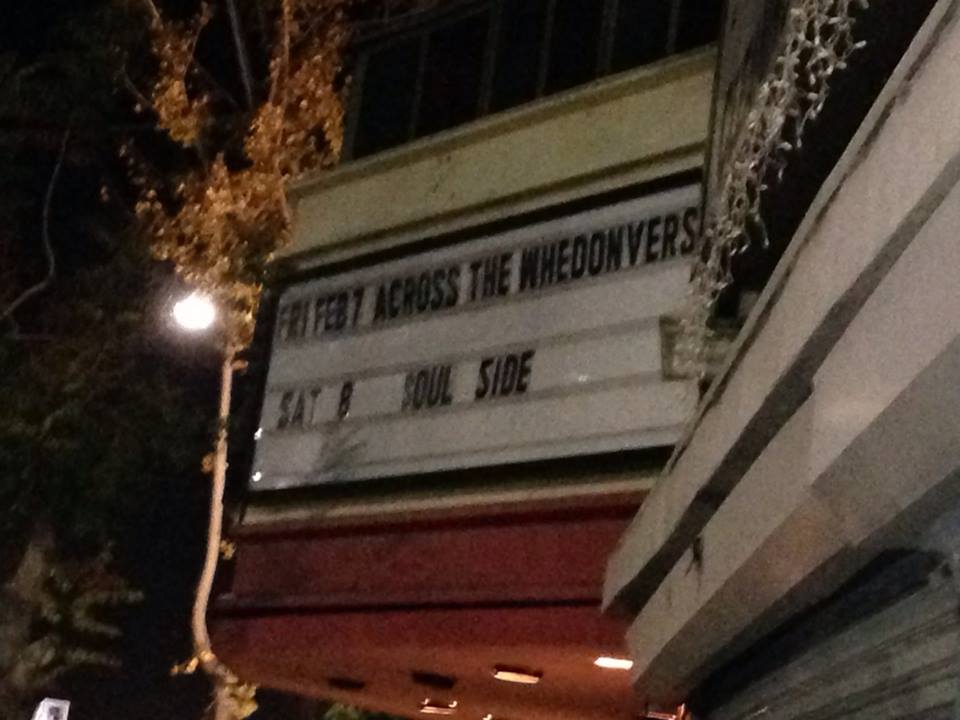 FRI FEB 7 ACROSS THE WHEDONVERS
SAT 8 SOUL SIDE